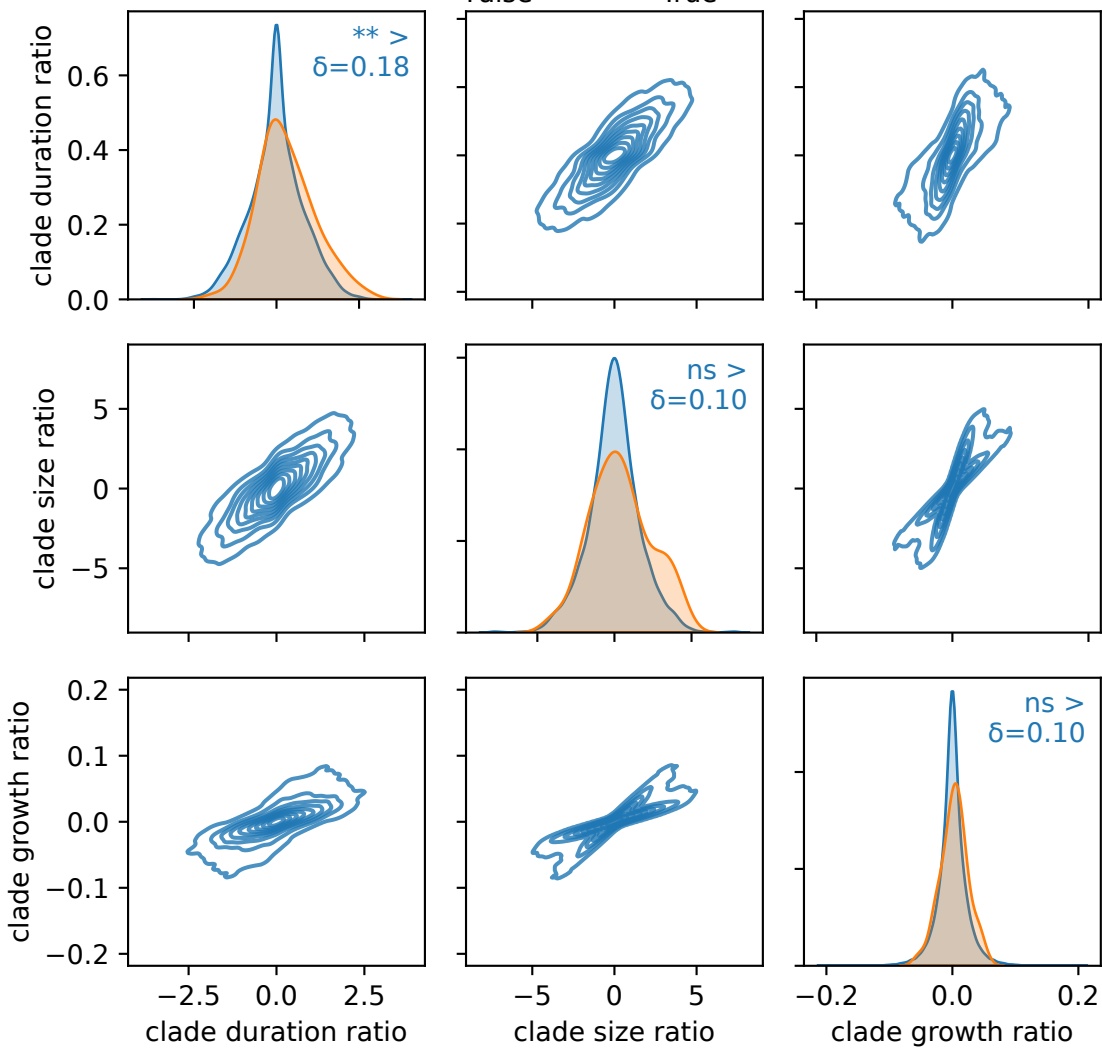 False True
clade duration ratio
0.6
0.4
0.2
0.0
** >
δ=0.18
clade size ratio
5
0
−5
ns >
δ=0.10
clade growth ratio
0.2
0.1
0.0
−0.1
−0.2
ns >
δ=0.10
−2.5 0.0 2.5
−5 0 5
−0.2 0.0 0.2
clade duration ratio
clade size ratio
clade growth ratio